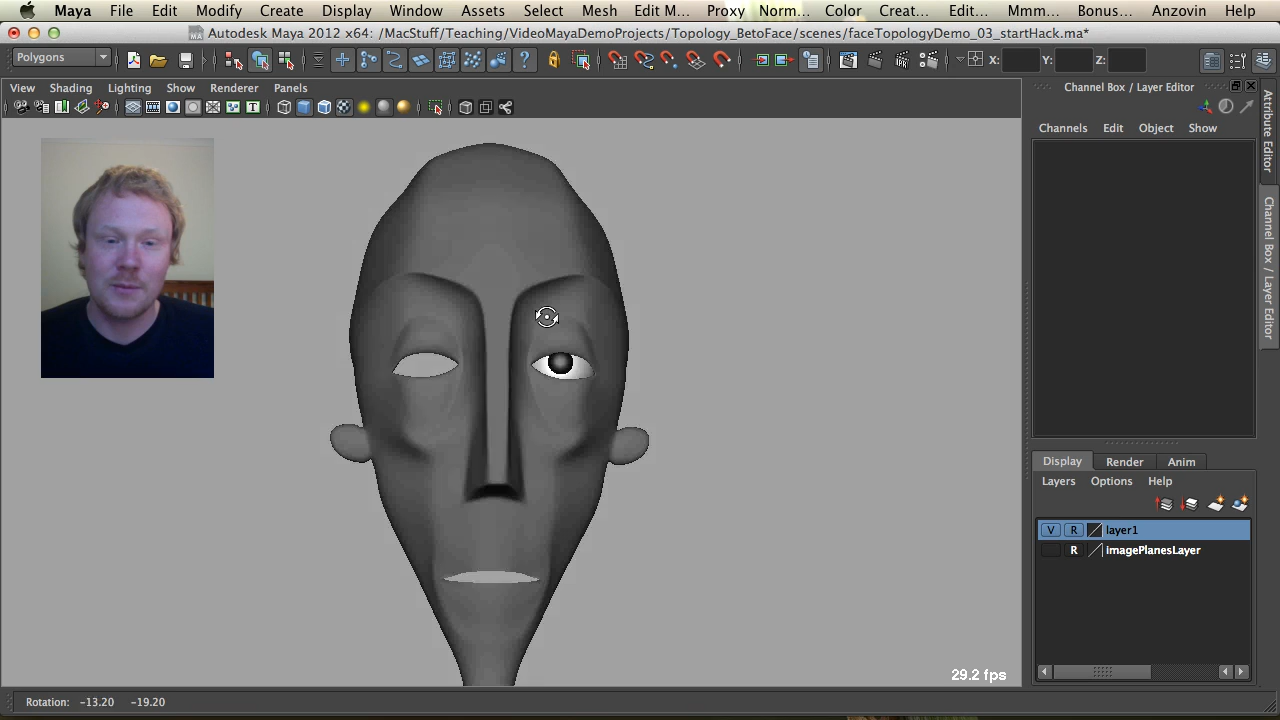 Maya File Edit Modify Create Display Window Assets Select Mesh Edit M... Proxy Norm... Color Creat... Edit... Mmm... Bonus... Anzovin Help
Autodesk Maya 2012 x64: /MacStuff/Teaching/VideoMayaDemoProjects/Topology_BetoFace/scenes/faceTopologyDemo_03_startHack.ma*
Polygons X: Y: Z:
View Shading Lighting Show Renderer Panels
Channel Box / Layer Editor
Channels Edit Object Show
Attribute Editor
Channel Box / Layer Editor
Display Render Anim
Layers Options Help
V R layer1
R imagePlanesLayer
29.2 fps
Rotation: -13.20 -19.20